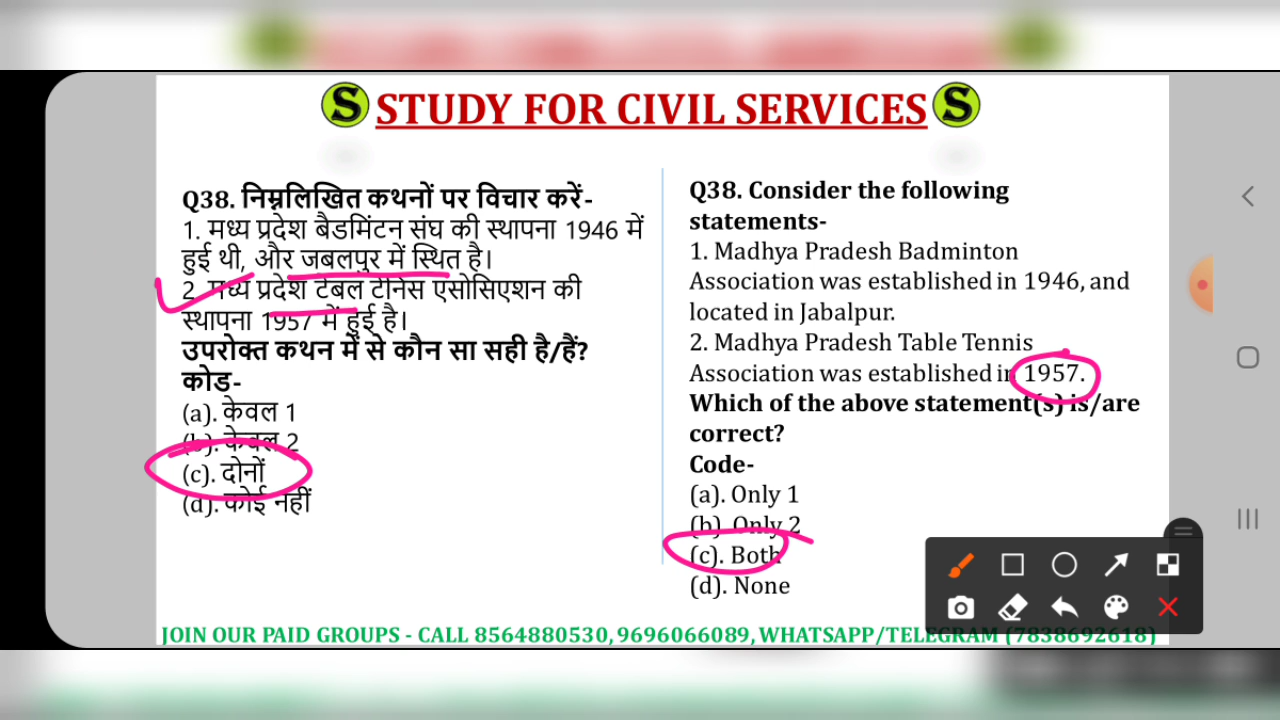 S STUDY FOR CIVIL SERVICES S
Q38. निम्नलिखित कथनों पर विचार करें-
1. मध्य प्रदेश बैडमिंटन संघ की स्थापना 1946 में
हुई थी, और जबलपुर में स्थित है।
2. मध्य प्रदेश टेबल टेनिस एसोसिएशन की
स्थापना 1957 में हुई है।
उपरोक्त कथन में से कौन सा सही है/हैं?
कोड-
(a). केवल 1
(b). केवल 2
(c). दोनों
(d). कोई नहीं
Q38. Consider the following
statements-
1. Madhya Pradesh Badminton
Association was established in 1946, and
located in Jabalpur.
2. Madhya Pradesh Table Tennis
Association was established in 1957.
Which of the above statement(s) is/are
correct?
Code-
(a). Only 1
(b). Only 2
(c). Both
(d). None
JOIN OUR PAID GROUPS - CALL 8564880530, 9696066089, WHATSAPP/TELEGRAM (7838692618)